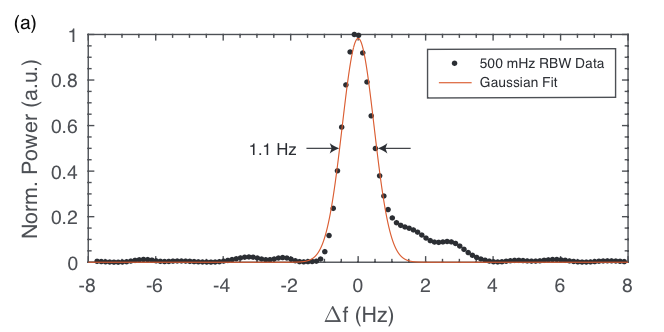 (a)
1
0.8
0.6
0.4
0.2
0
Norm. Power (a.u.)
500 mHz RBW Data
Gaussian Fit
1.1 Hz
-8 -6 -4 -2 0 2 4 6 8
Δf (Hz)